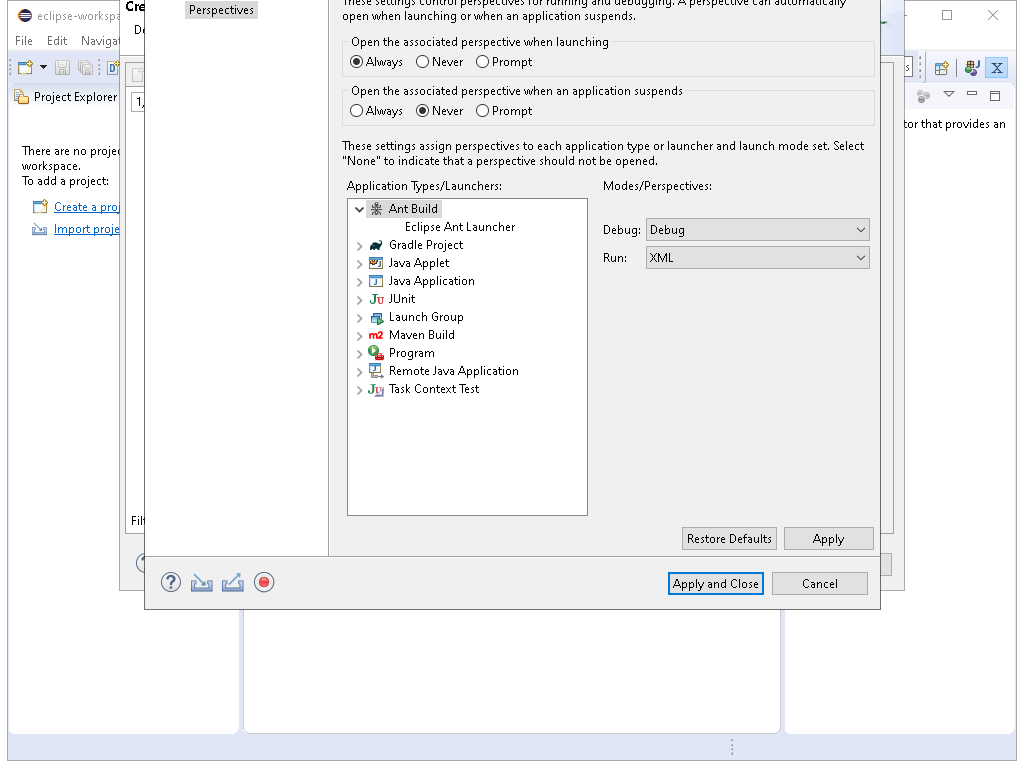 eclipse-workspa
File Edit Navigat
Cre
Perspectives
These settings control perspectives for running and debugging. A perspective can automatically
open when launching or when an application suspends.
Open the associated perspective when launching
Always Never Prompt
Open the associated perspective when an application suspends
Always Never Prompt
These settings assign perspectives to each application type or launcher and launch mode set. Select
"None" to indicate that a perspective should not be opened.
Application Types/Launchers:
Modes/Perspectives:
Ant Build
Eclipse Ant Launcher
Gradle Project
Java Applet
Java Application
JUnit
Launch Group
Maven Build
Program
Remote Java Application
Task Context Test
Debug: Debug
Run: XML
Restore Defaults Apply
Apply and Close Cancel
Project Explorer
There are no projec
workspace.
To add a project:
Create a proj
Import proje
tor that provides an